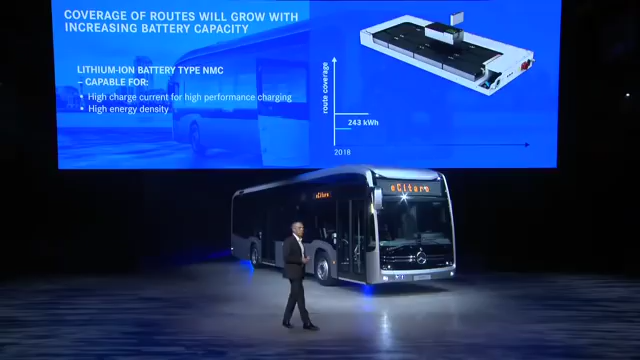 COVERAGE OF ROUTES WILL GROW WITH
INCREASING BATTERY CAPACITY
LITHIUM-ION BATTERY TYPE NMC
- CAPABLE FOR:
• High charge current for high performance charging
• High energy density
route coverage
243 kWh
2018
eCitaro
eCitaro